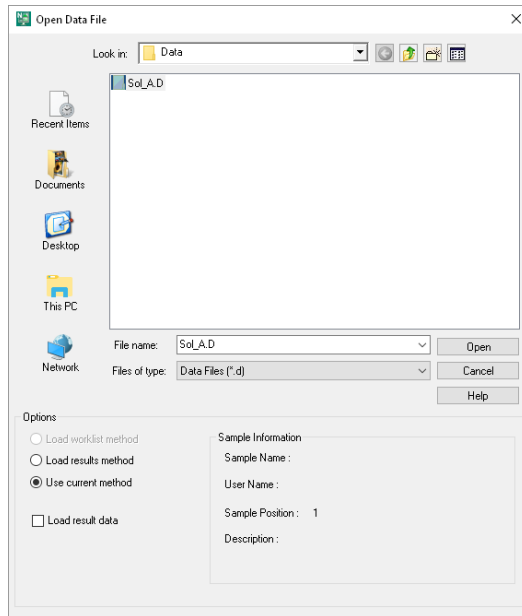 Open Data File
Look in: Data
Sol_A.D
Recent Items
Documents
Desktop
This PC
Network
File name: Sol_A.D Open
Files of type: Data Files (*.d) Cancel
Help
Options
Load worklist method
Load results method
Use current method
Load result data
Sample Information
Sample Name :
User Name :
Sample Position : 1
Description :